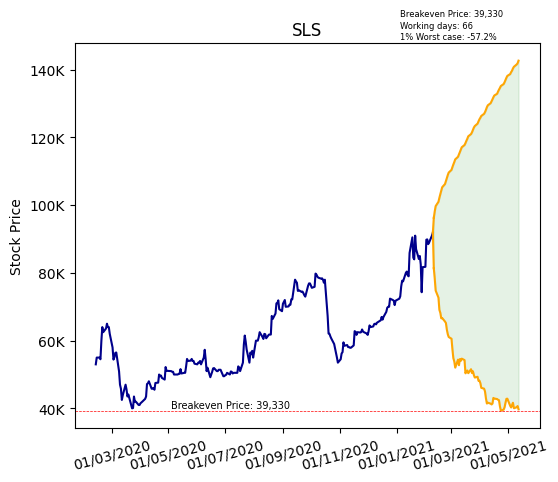 Breakeven Price: 39,330
Working days: 66
1% Worst case: -57.2%
SLS
Stock Price
140K
120K
100K
80K
60K
40K
Breakeven Price: 39,330
01/03/2020
01/05/2020
01/07/2020
01/09/2020
01/11/2020
01/01/2021
01/03/2021
01/05/2021